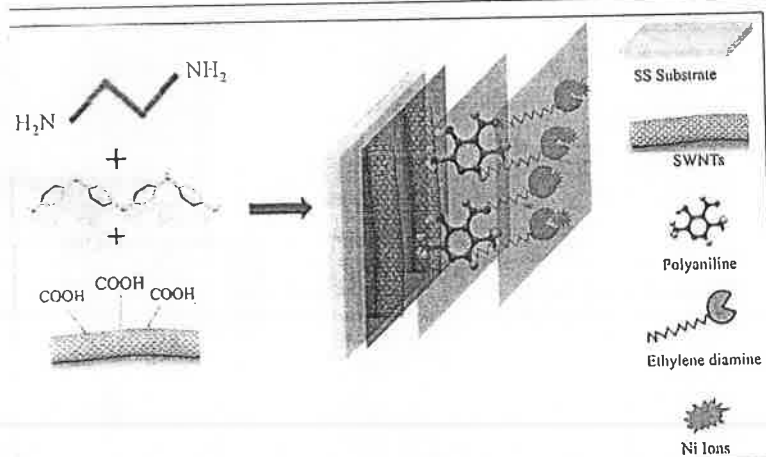 NH₂
H₂N
+
+
COOH
COOH
COOH
SS Substrate
SWNTs
Polyaniline
Ethylene diamine
Ni Ions